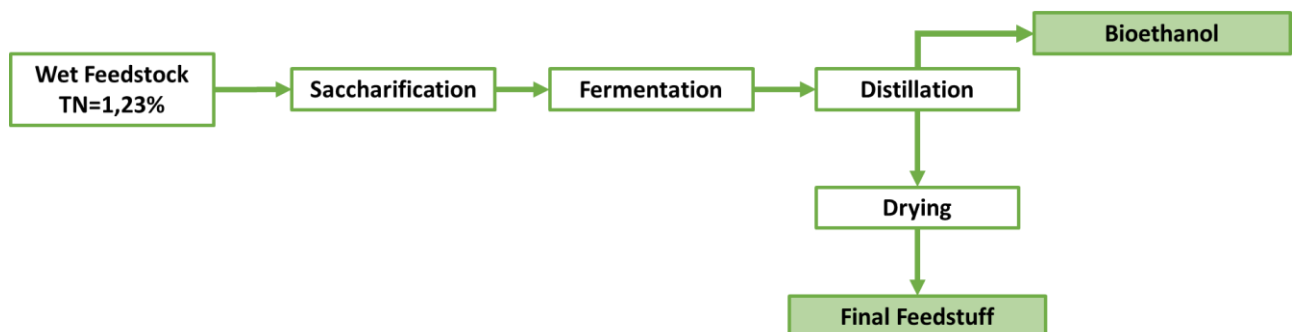 Wet Feedstock
TN=1,23%
Saccharification
Fermentation
Distillation
Bioethanol
Drying
Final Feedstuff